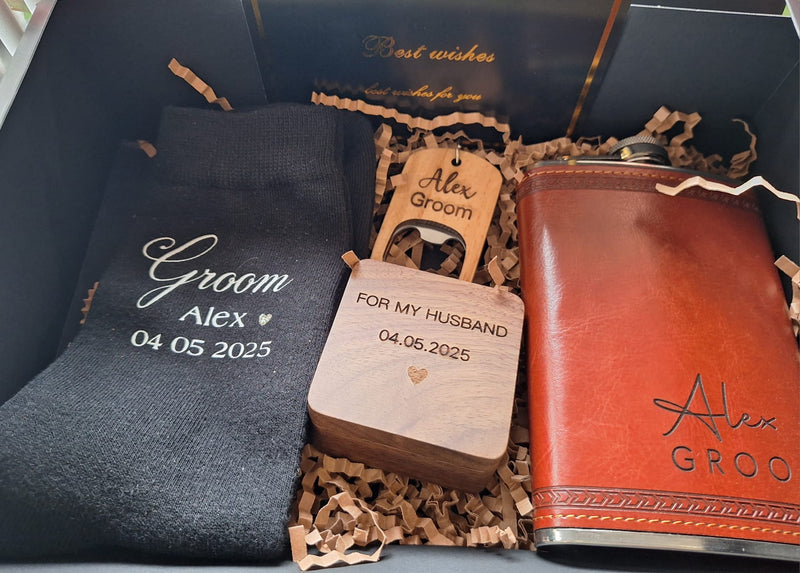 Best wishes
best wishes for you
Alex
Groom
Groom
Alex
04 05 2025
FOR MY HUSBAND
04.05.2025
Alex
GROO